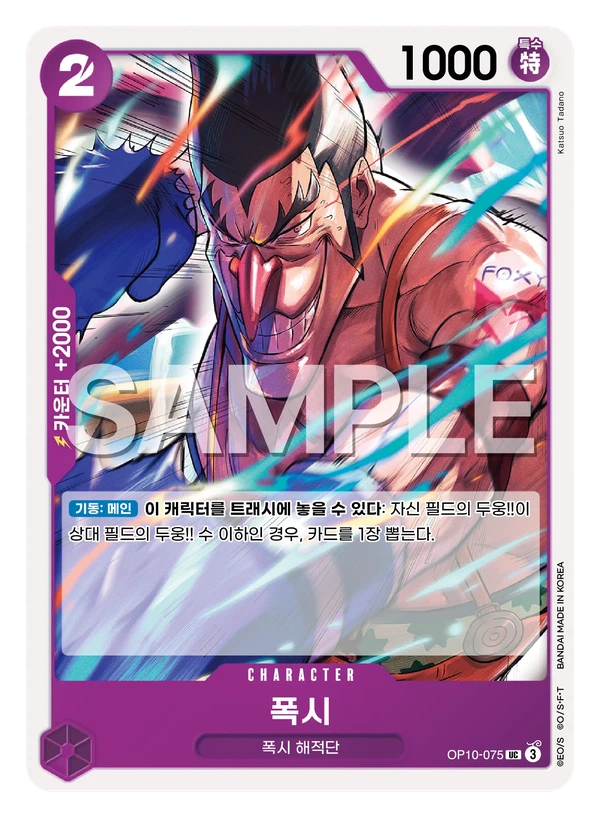 2
1000
특수
特
Katsuo Tadano
FOXY
카운터 +2000
SAMPLE
기동: 메인 이 캐릭터를 트래시에 놓을 수 있다: 자신 필드의 두웅!!이
상대 필드의 두웅!! 수 이하인 경우, 카드를 1장 뽑는다.
CHARACTER
폭시
폭시 해적단
OP10-075 UC 3
©EO/S ©O/S·F·T BANDAI MADE IN KOREA